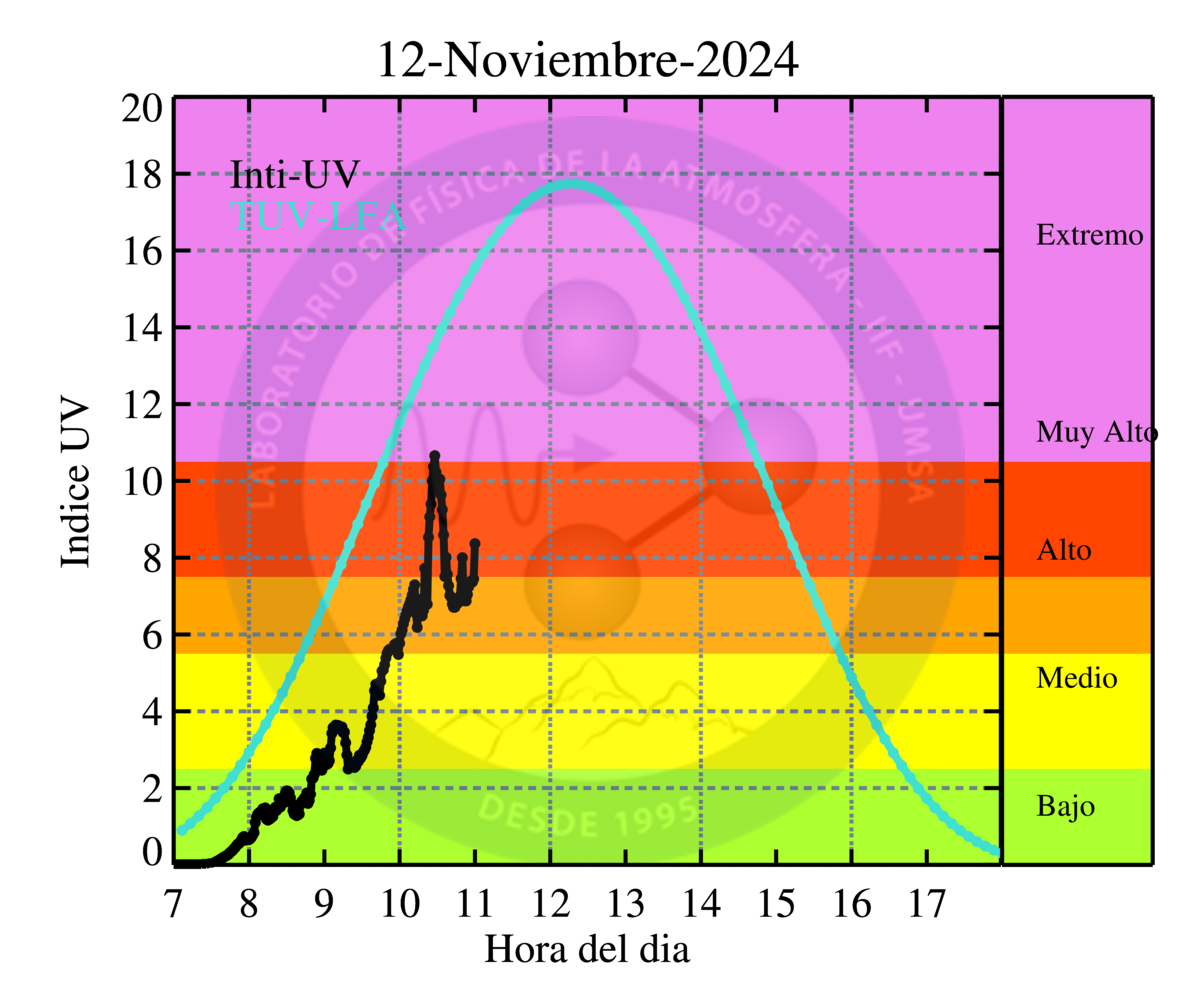 12-Noviembre-2024
20
18
16
14
12
10
8
6
4
2
0
Indice UV
Inti-UV
TUV-LFA
LABORATORIO DE FÍSICA DE LA ATMÓSFERA - IIF - UMSA
DESDE 1995
Extremo
Muy Alto
Alto
Medio
Bajo
7 8 9 10 11 12 13 14 15 16 17
Hora del dia